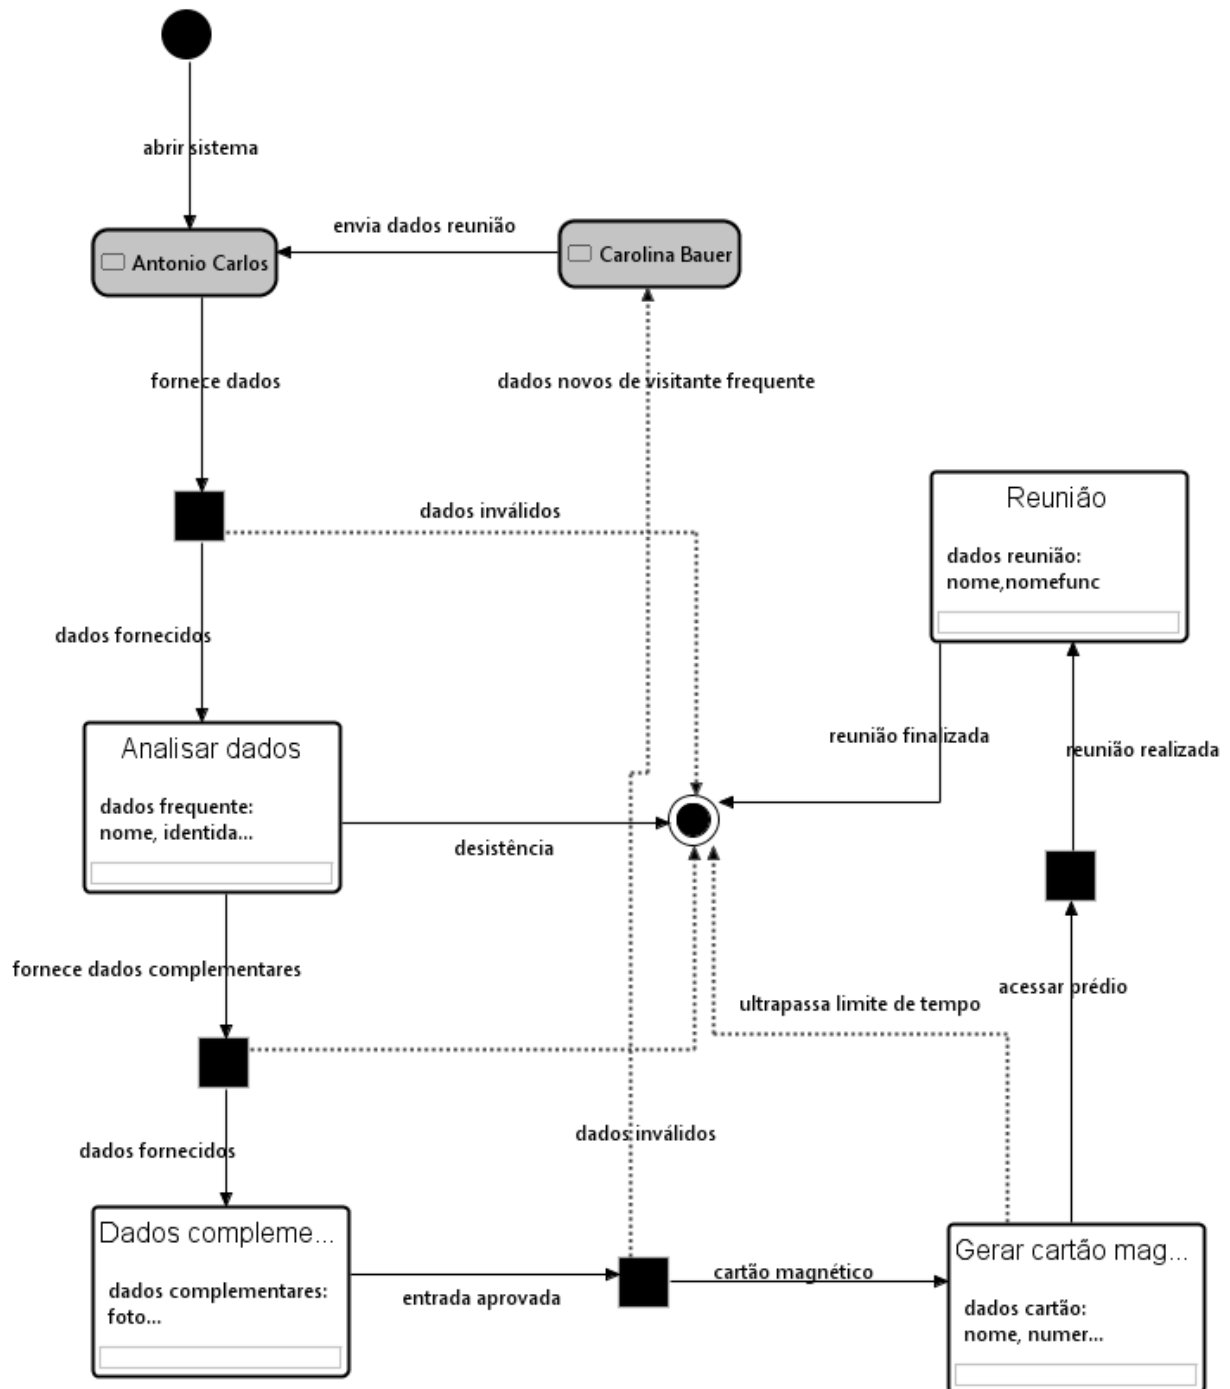 abrir sistema
envia dados reunião
Antonio Carlos
Carolina Bauer
fornece dados
dados novos de visitante frequente
dados inválidos
Reunião
dados reunião:
nome,nomefunc
dados fornecidos
reunião finalizada
reunião realizada
Analisar dados
dados frequente:
nome, identida...
desistência
fornece dados complementares
acessar prédio
ultrapassa limite de tempo
dados inválidos
dados fornecidos
Dados compleme...
dados complementares:
foto...
entrada aprovada
cartão magnético
Gerar cartão mag...
dados cartão:
nome, numer...